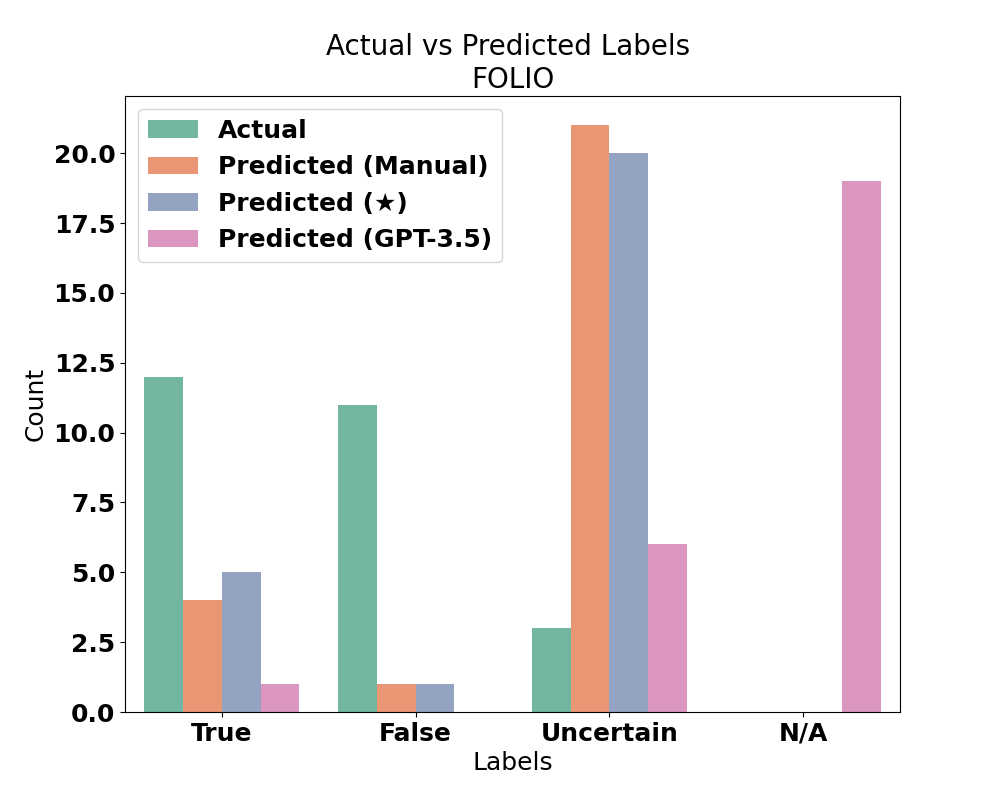 Actual vs Predicted Labels
FOLIO
Actual
Predicted (Manual)
Predicted (★)
Predicted (GPT-3.5)
20.0
17.5
15.0
12.5
10.0
7.5
5.0
2.5
0.0
Count
True
False
Uncertain
N/A
Labels